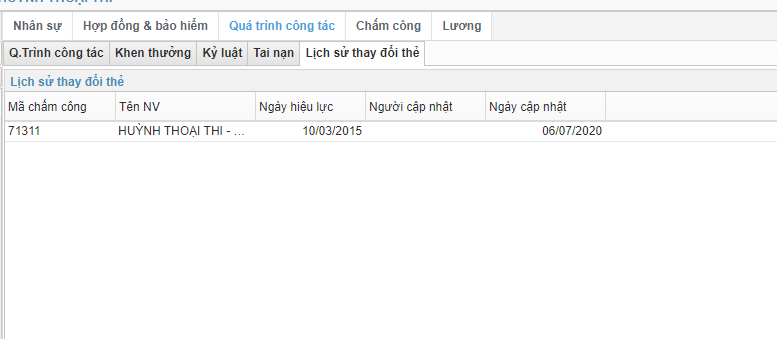 Nhân sự Hợp đồng & bảo hiểm Quá trình công tác Chấm công Lương
Q.Trình công tác Khen thưởng Kỷ luật Tai nạn Lịch sử thay đổi thẻ
Lịch sử thay đổi thẻ
Mã chấm công Tên NV Ngày hiệu lực Người cập nhật Ngày cập nhật
71311 HUỲNH THOẠI THI - ... 10/03/2015 06/07/2020